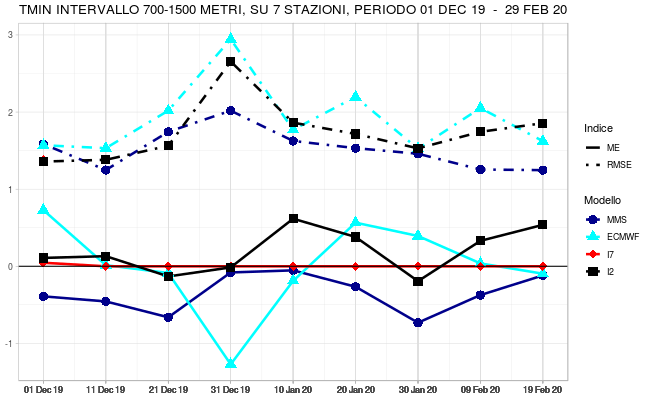 TMIN INTERVALLO 700-1500 METRI, SU 7 STAZIONI, PERIODO 01 DEC 19 - 29 FEB 20
3
2
1
0
-1
01 Dec 19 11 Dec 19 21 Dec 19 31 Dec 19 10 Jan 20 20 Jan 20 30 Jan 20 09 Feb 20 19 Feb 20
Indice
ME
RMSE
Modello
MMS
ECMWF
I7
I2